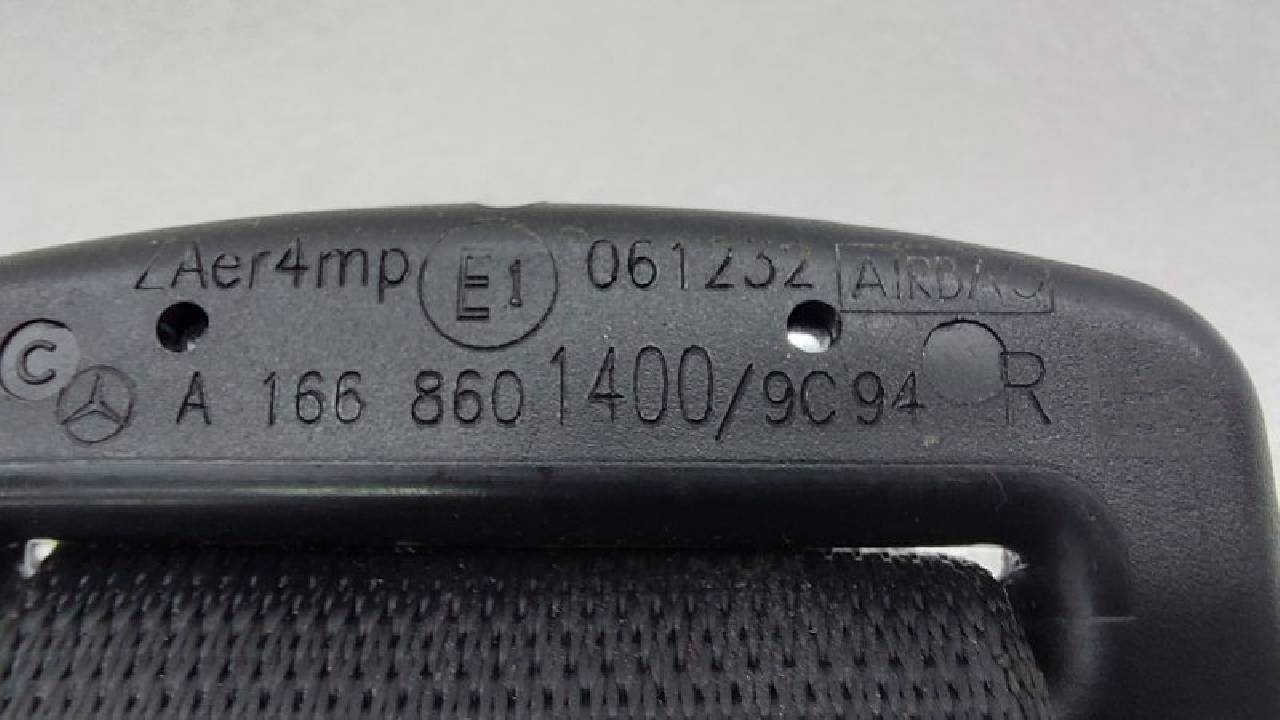 ZAer4mp E1 061232 AIRBAG
C A 166 860 1400/9C94 R